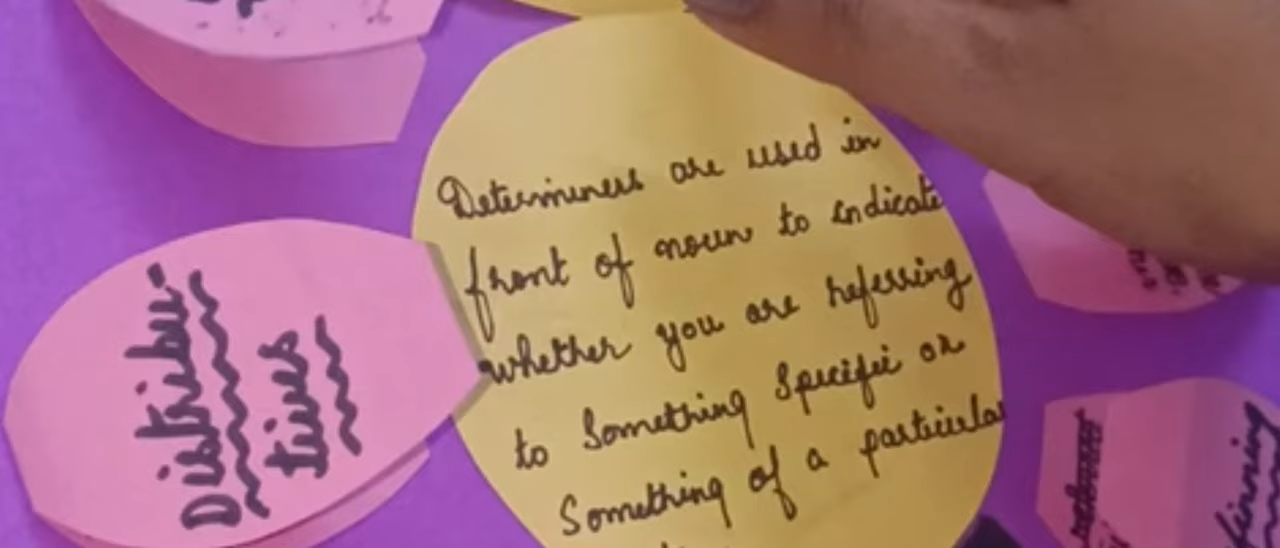 Determiners are used in
front of noun to indicate
whether you are referring
to Something Specific or
Something of a particular
Distribu-
tives